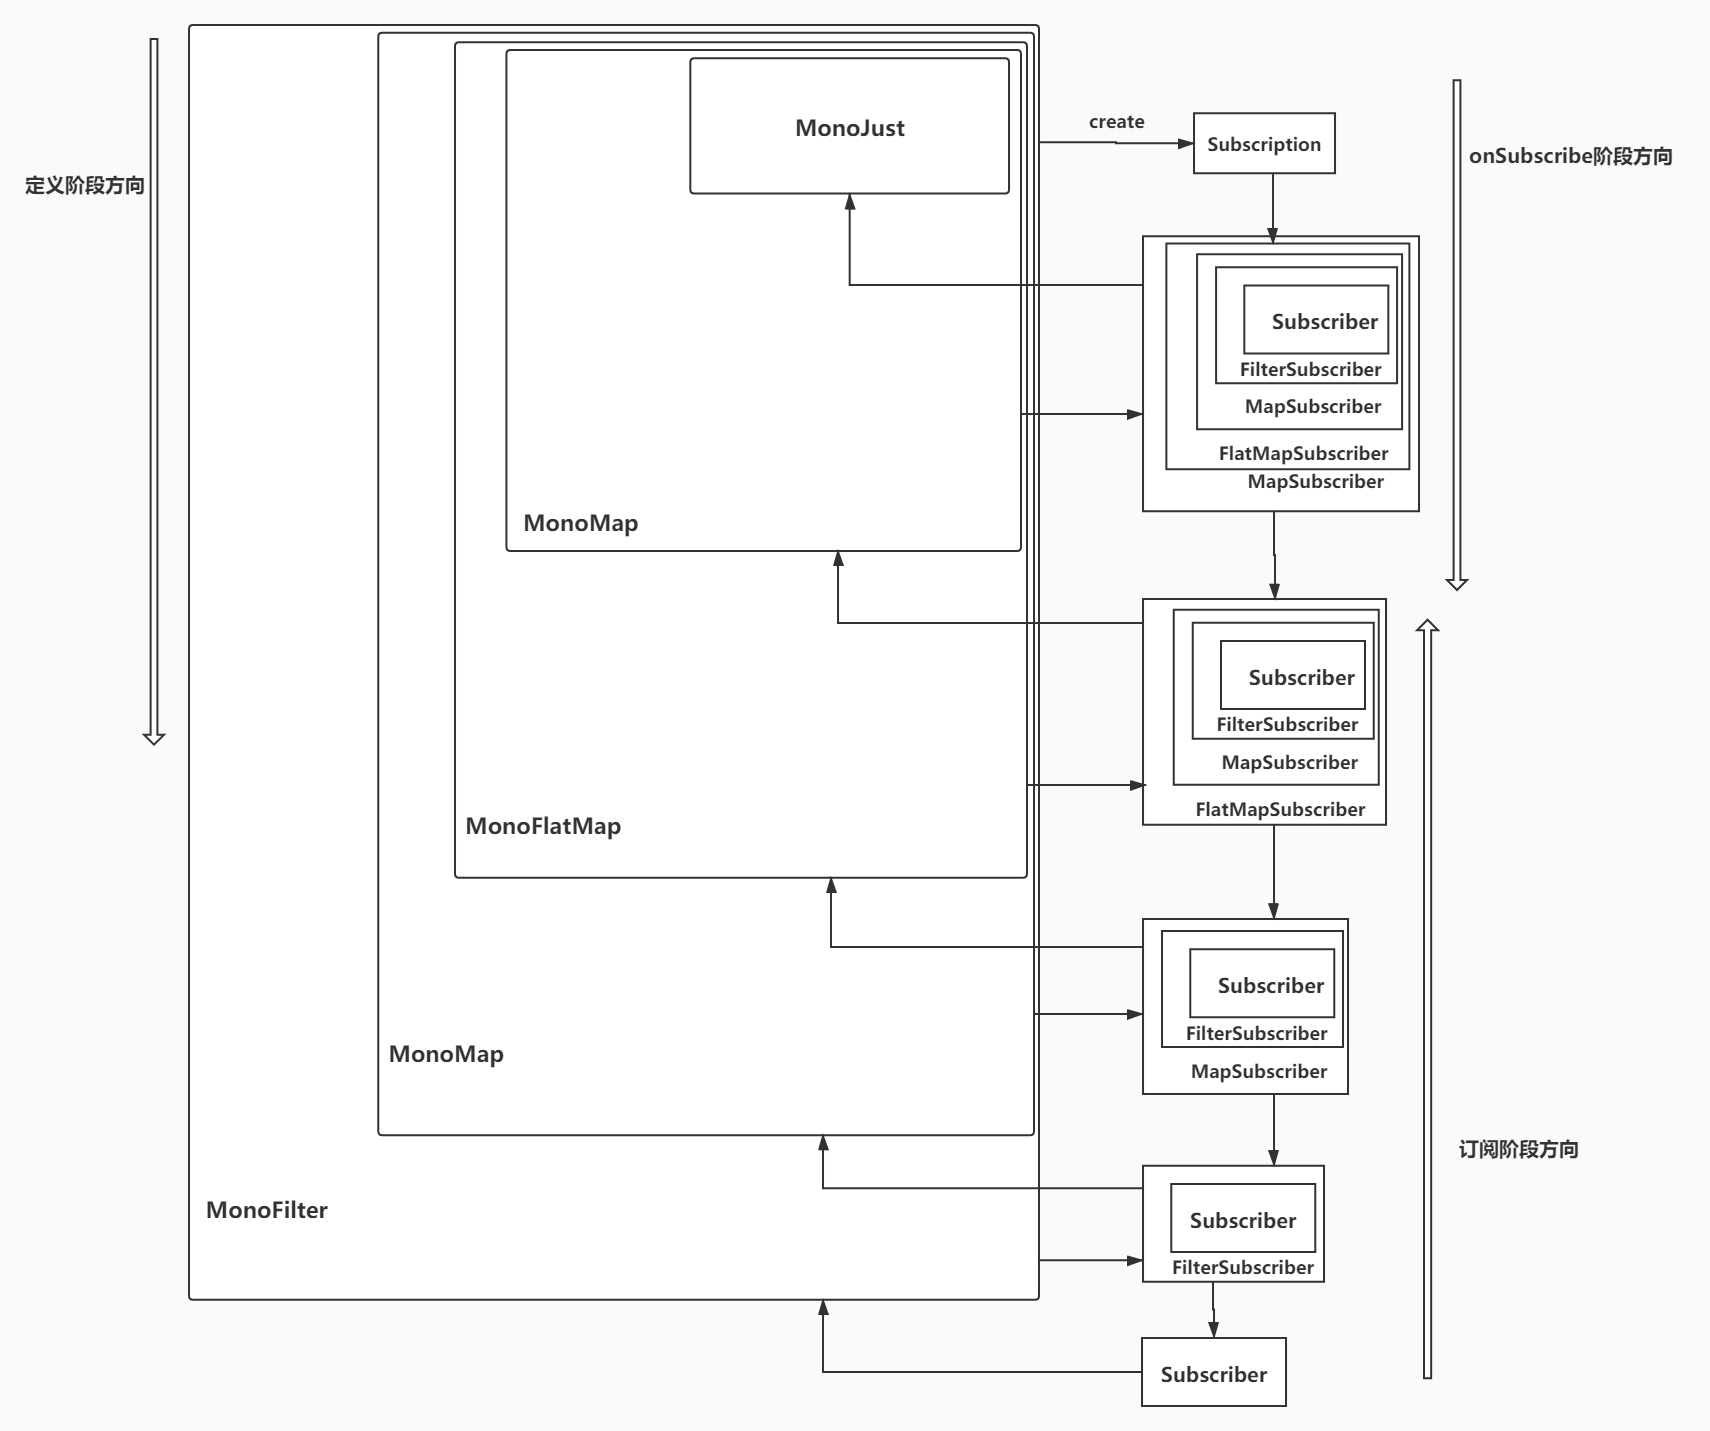 MonoJust
create
Subscription
onSubscribe阶段方向
定义阶段方向
Subscriber
FilterSubscriber
MapSubscriber
FlatMapSubscriber
MapSubscriber
MonoMap
Subscriber
FilterSubscriber
MapSubscriber
FlatMapSubscriber
MonoFlatMap
Subscriber
FilterSubscriber
MapSubscriber
MonoMap
订阅阶段方向
MonoFilter
Subscriber
FilterSubscriber
Subscriber